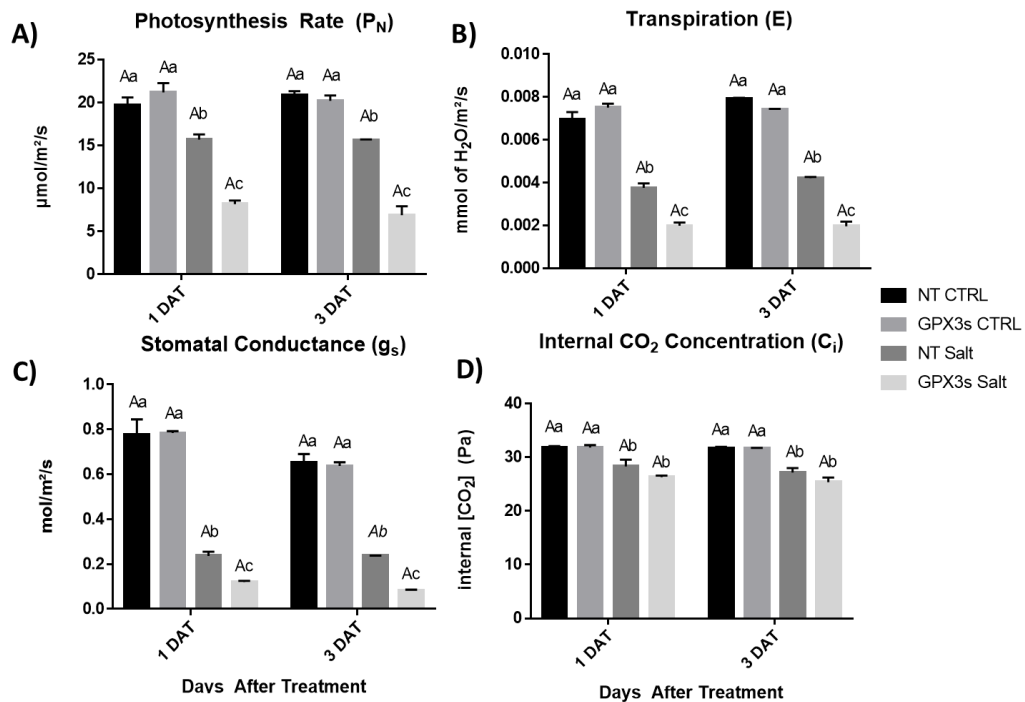 A)
Photosynthesis Rate (PN)
µmol/m²/s
25
20
15
10
5
0
Aa
Aa
Ab
Ac
Aa
Aa
Ab
Ac
1 DAT
3 DAT
B)
Transpiration (E)
mmol of H2O/m²/s
0.010
0.008
0.006
0.004
0.002
0.000
Aa
Aa
Ab
Ac
Aa
Aa
Ab
Ac
1 DAT
3 DAT
NT CTRL
GPX3s CTRL
NT Salt
GPX3s Salt
C)
Stomatal Conductance (gs)
mol/m²/s
1.0
0.8
0.6
0.4
0.2
0.0
Aa
Aa
Ab
Ac
Aa
Aa
Ab
Ac
1 DAT
3 DAT
Days After Treatment
D)
Internal CO2 Concentration (Ci)
internal [CO2] (Pa)
40
30
20
10
0
Aa
Aa
Ab
Ab
Aa
Aa
Ab
Ab
1 DAT
3 DAT
Days After Treatment